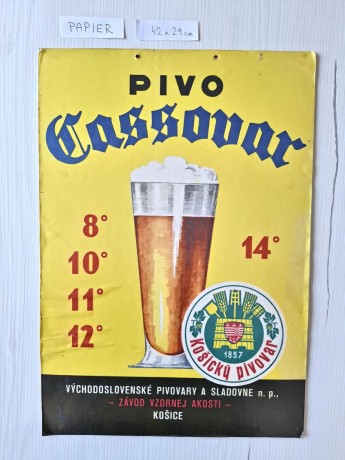 PAPIER
42 x 29 cm
PIVO
Cassovar
8°
10°
11°
12°
14°
1857
Košický pivovar
VÝCHODOSLOVENSKÉ PIVOVARY A SLADOVNE n. p.,
- ZÁVOD VZORNEJ AKOSTI -
KOŠICE